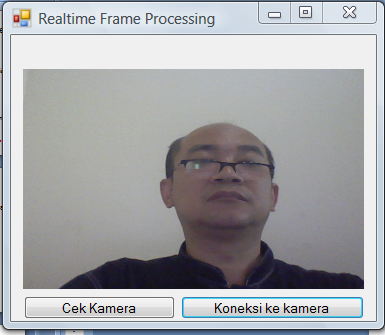 Realtime Frame Processing
Cek Kamera
Koneksi ke kamera